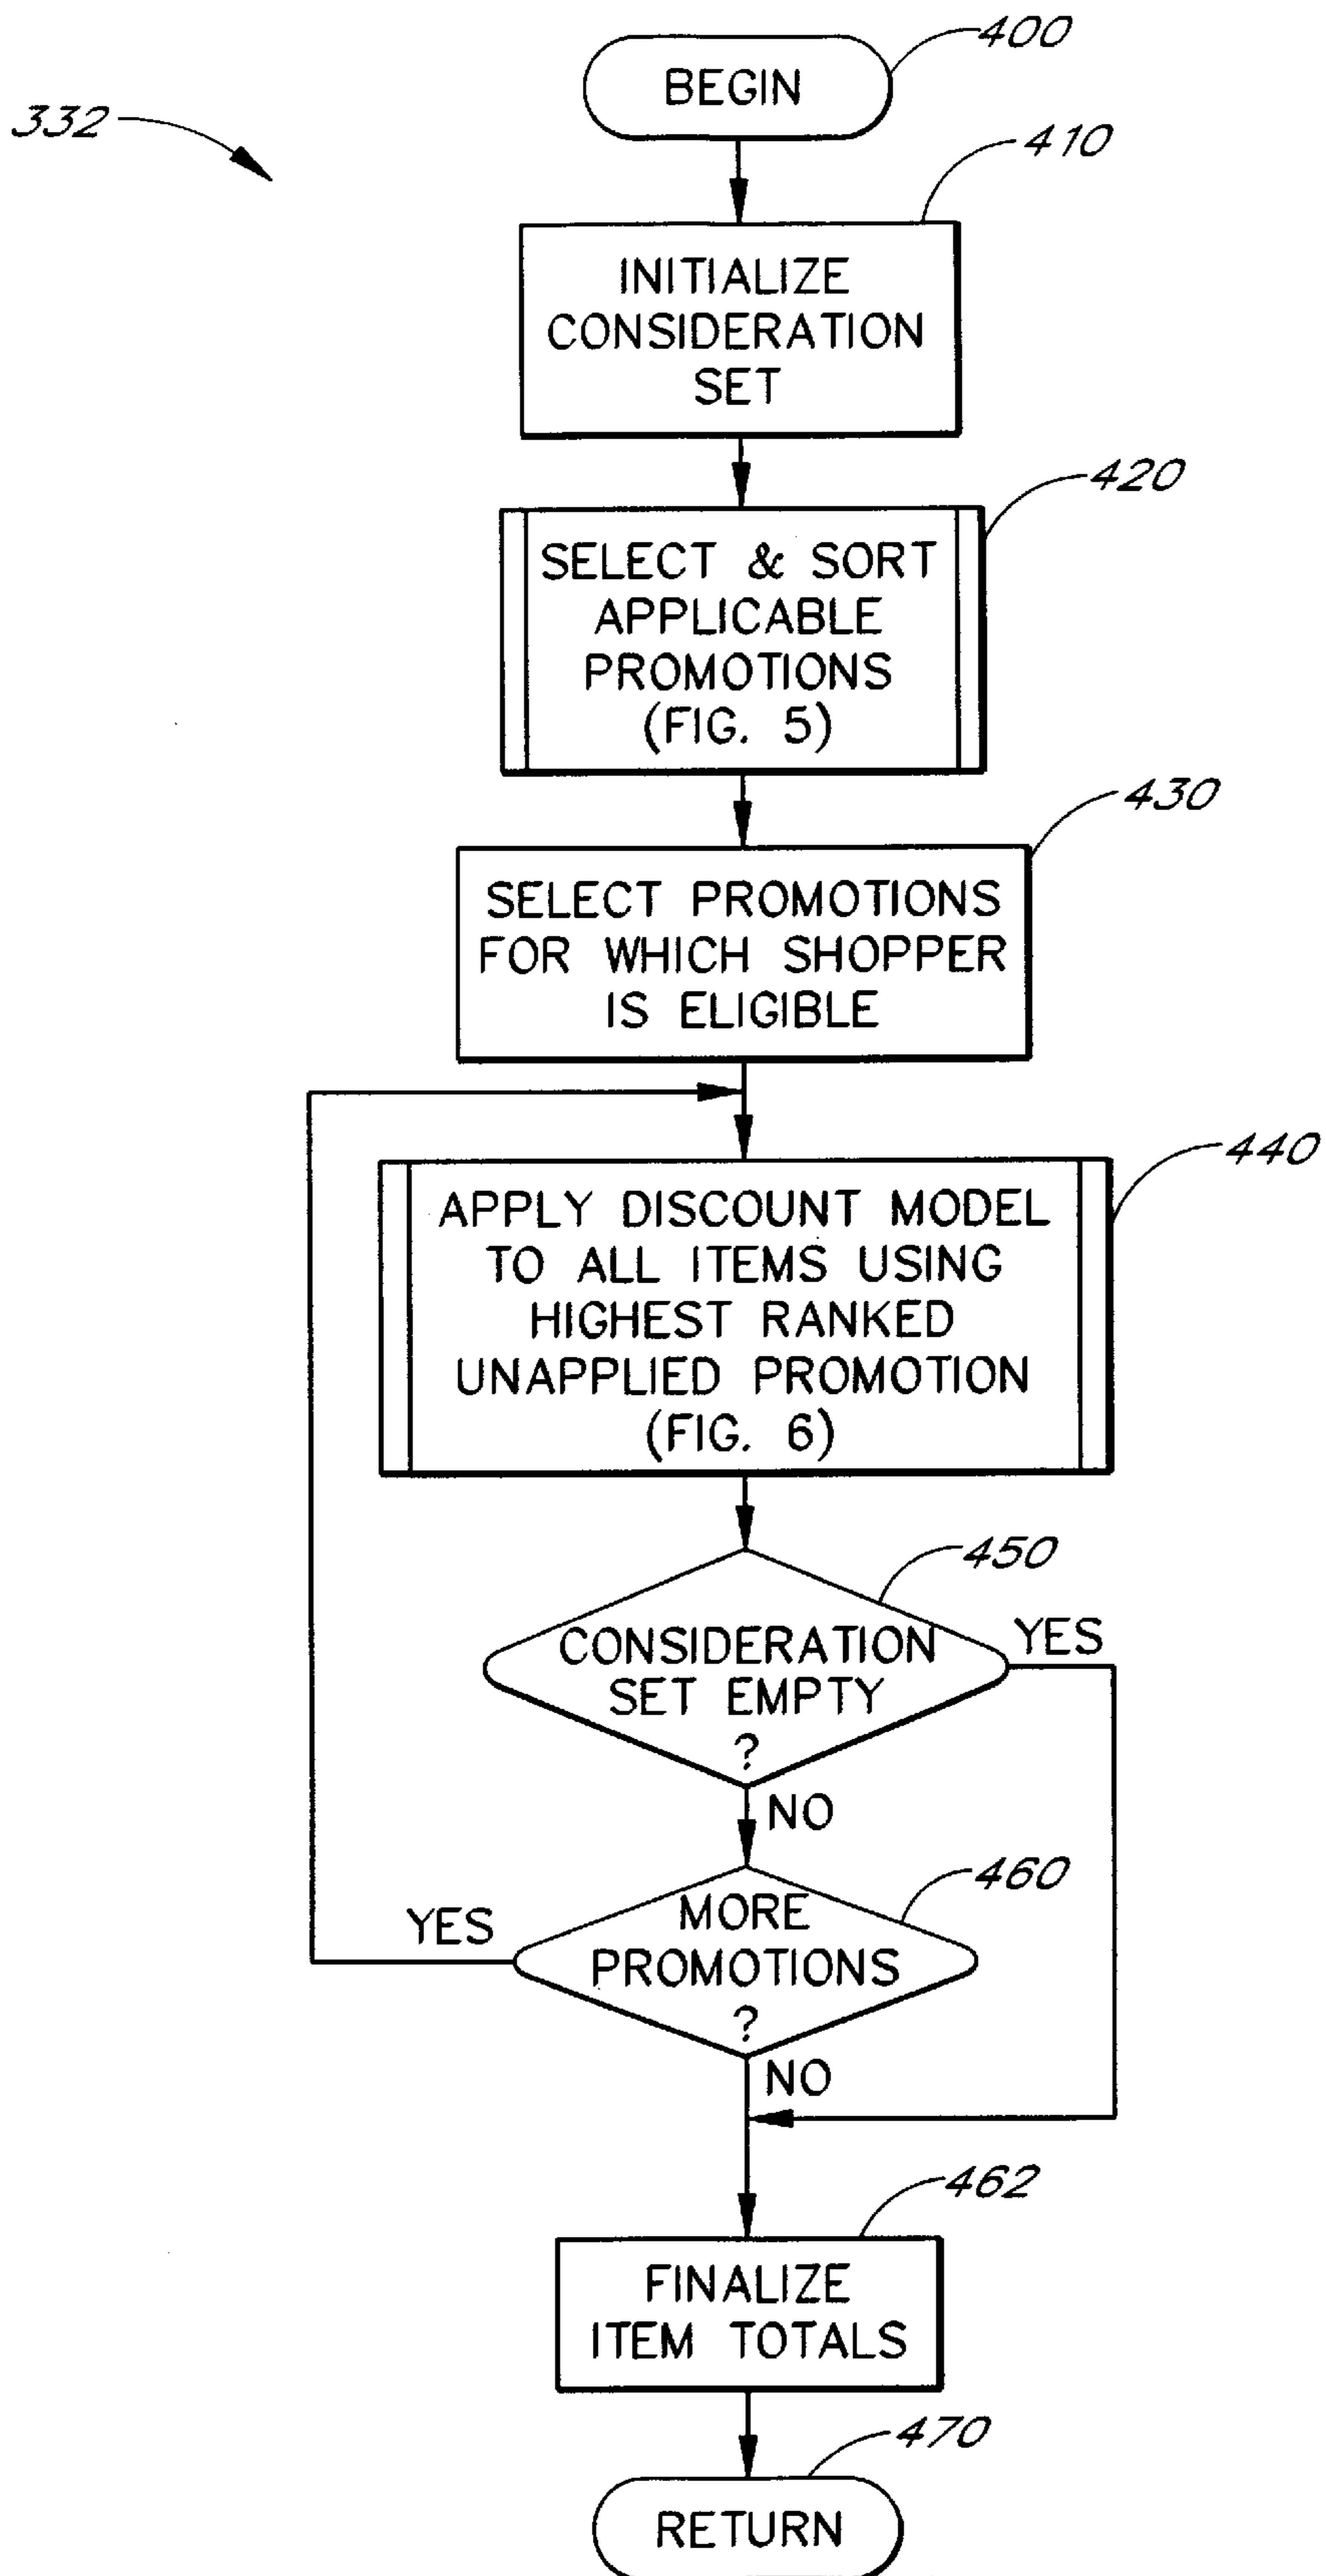 400
BEGIN
332
410
INITIALIZE
CONSIDERATION
SET
420
SELECT & SORT
APPLICABLE
PROMOTIONS
(FIG. 5)
430
SELECT PROMOTIONS
FOR WHICH SHOPPER
IS ELIGIBLE
440
APPLY DISCOUNT MODEL
TO ALL ITEMS USING
HIGHEST RANKED
UNAPPLIED PROMOTION
(FIG. 6)
450
CONSIDERATION
SET EMPTY
?
YES
NO
460
MORE
PROMOTIONS
?
YES
NO
462
FINALIZE
ITEM TOTALS
470
RETURN